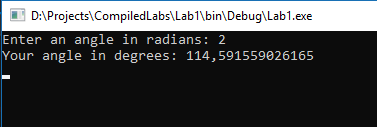 D:\Projects\CompiledLabs\Lab1\bin\Debug\Lab1.exe
Enter an angle in radians: 2
Your angle in degrees: 114,591559026165